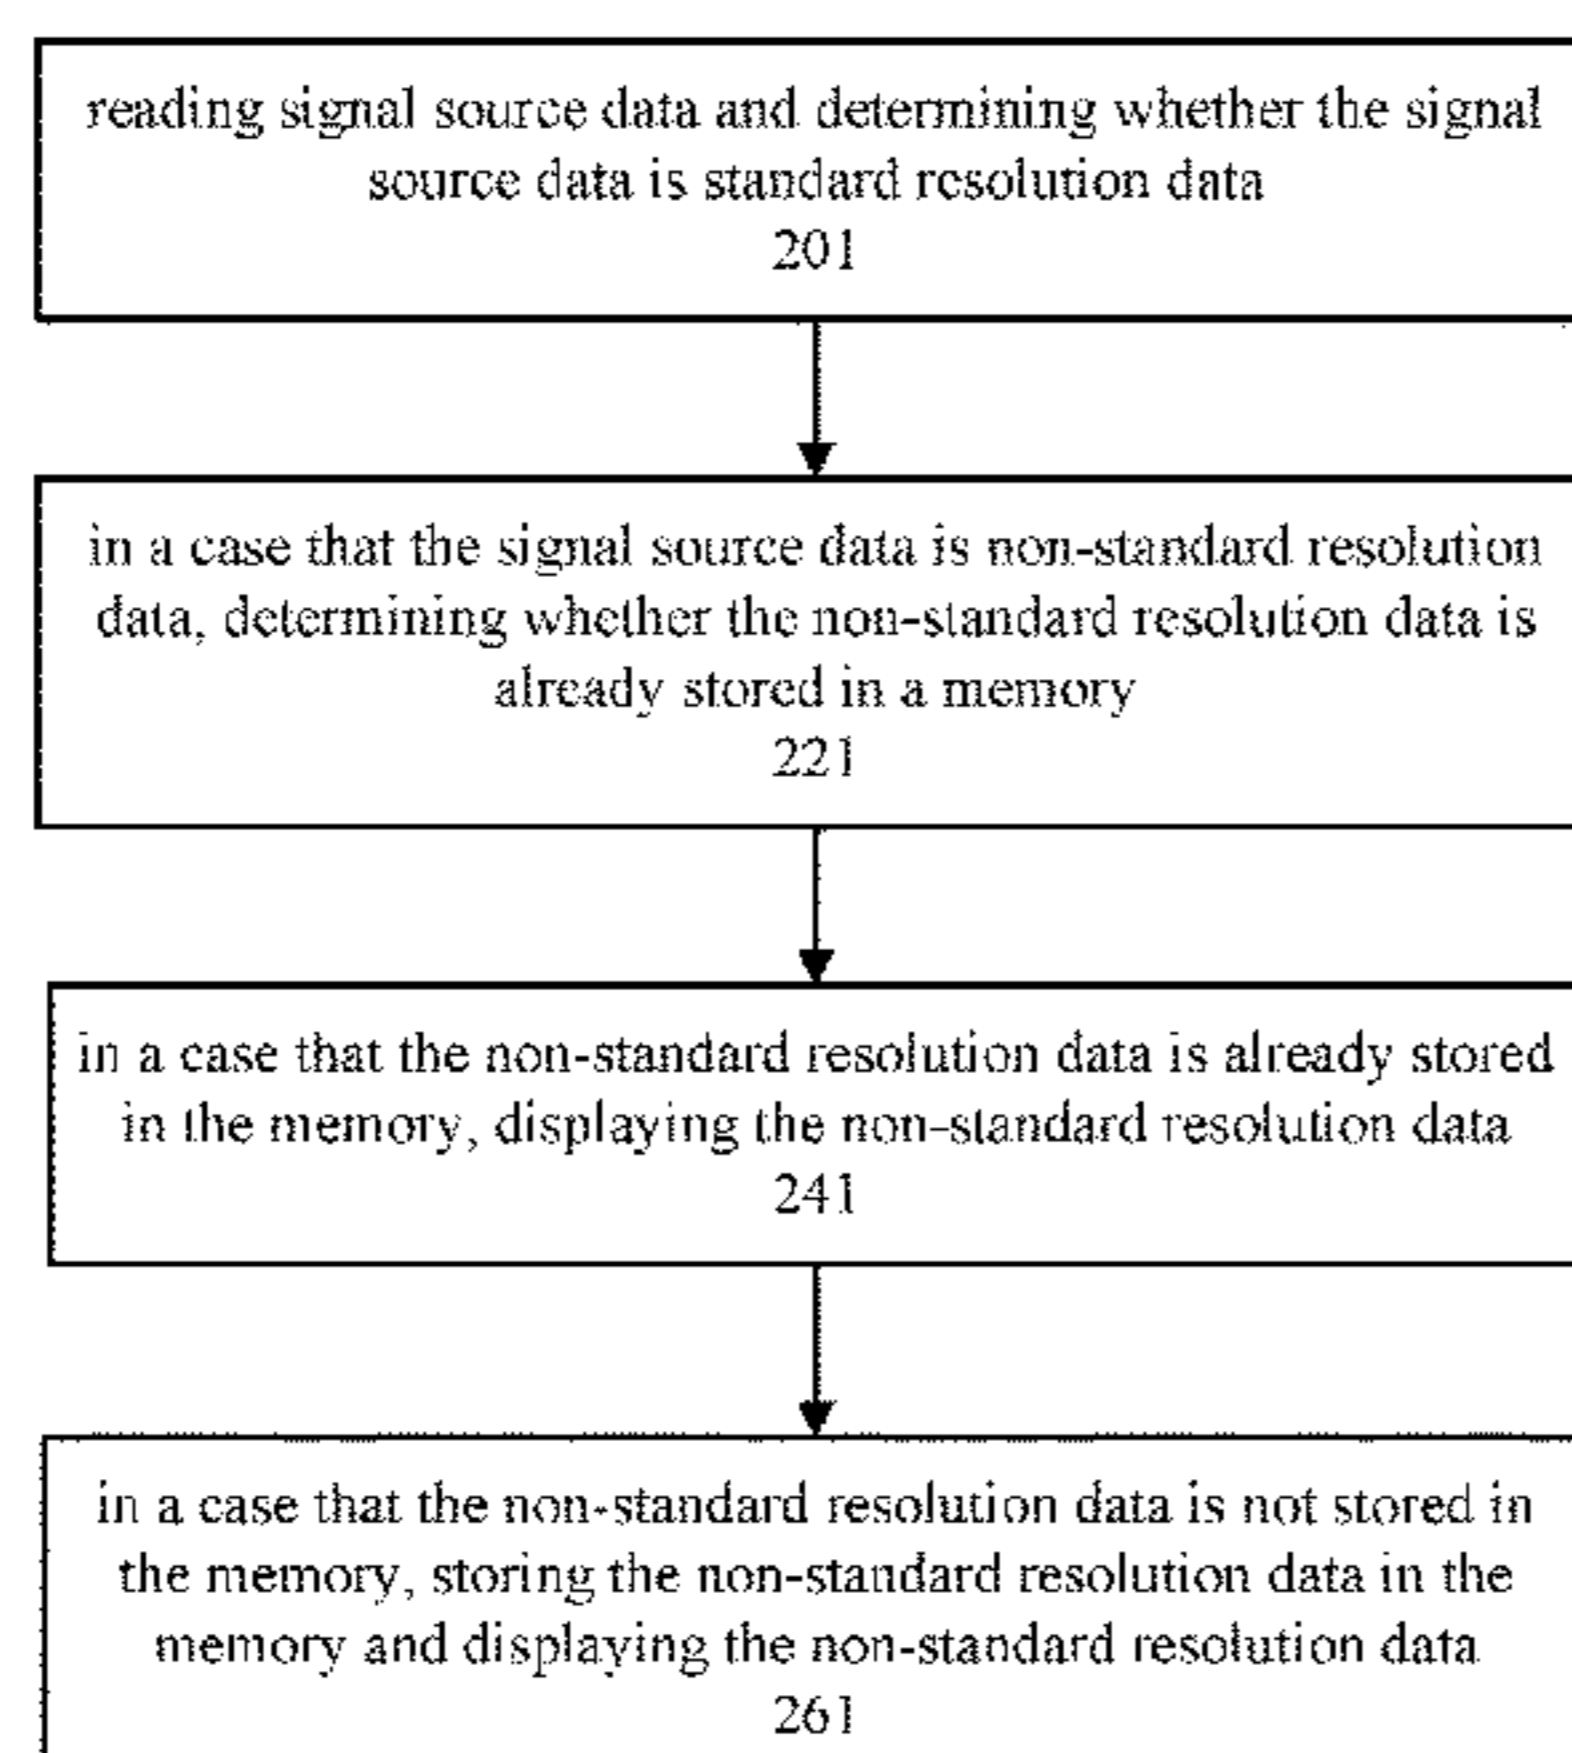 reading signal source data and determining whether the signal
source data is standard resolution data
201
in a case that the signal source data is non-standard resolution
data, determining whether the non-standard resolution data is
already stored in a memory
221
in a case that the non-standard resolution data is already stored
in the memory, displaying the non-standard resolution data
241
in a case that the non-standard resolution data is not stored in
the memory, storing the non-standard resolution data in the
memory and displaying the non-standard resolution data
261